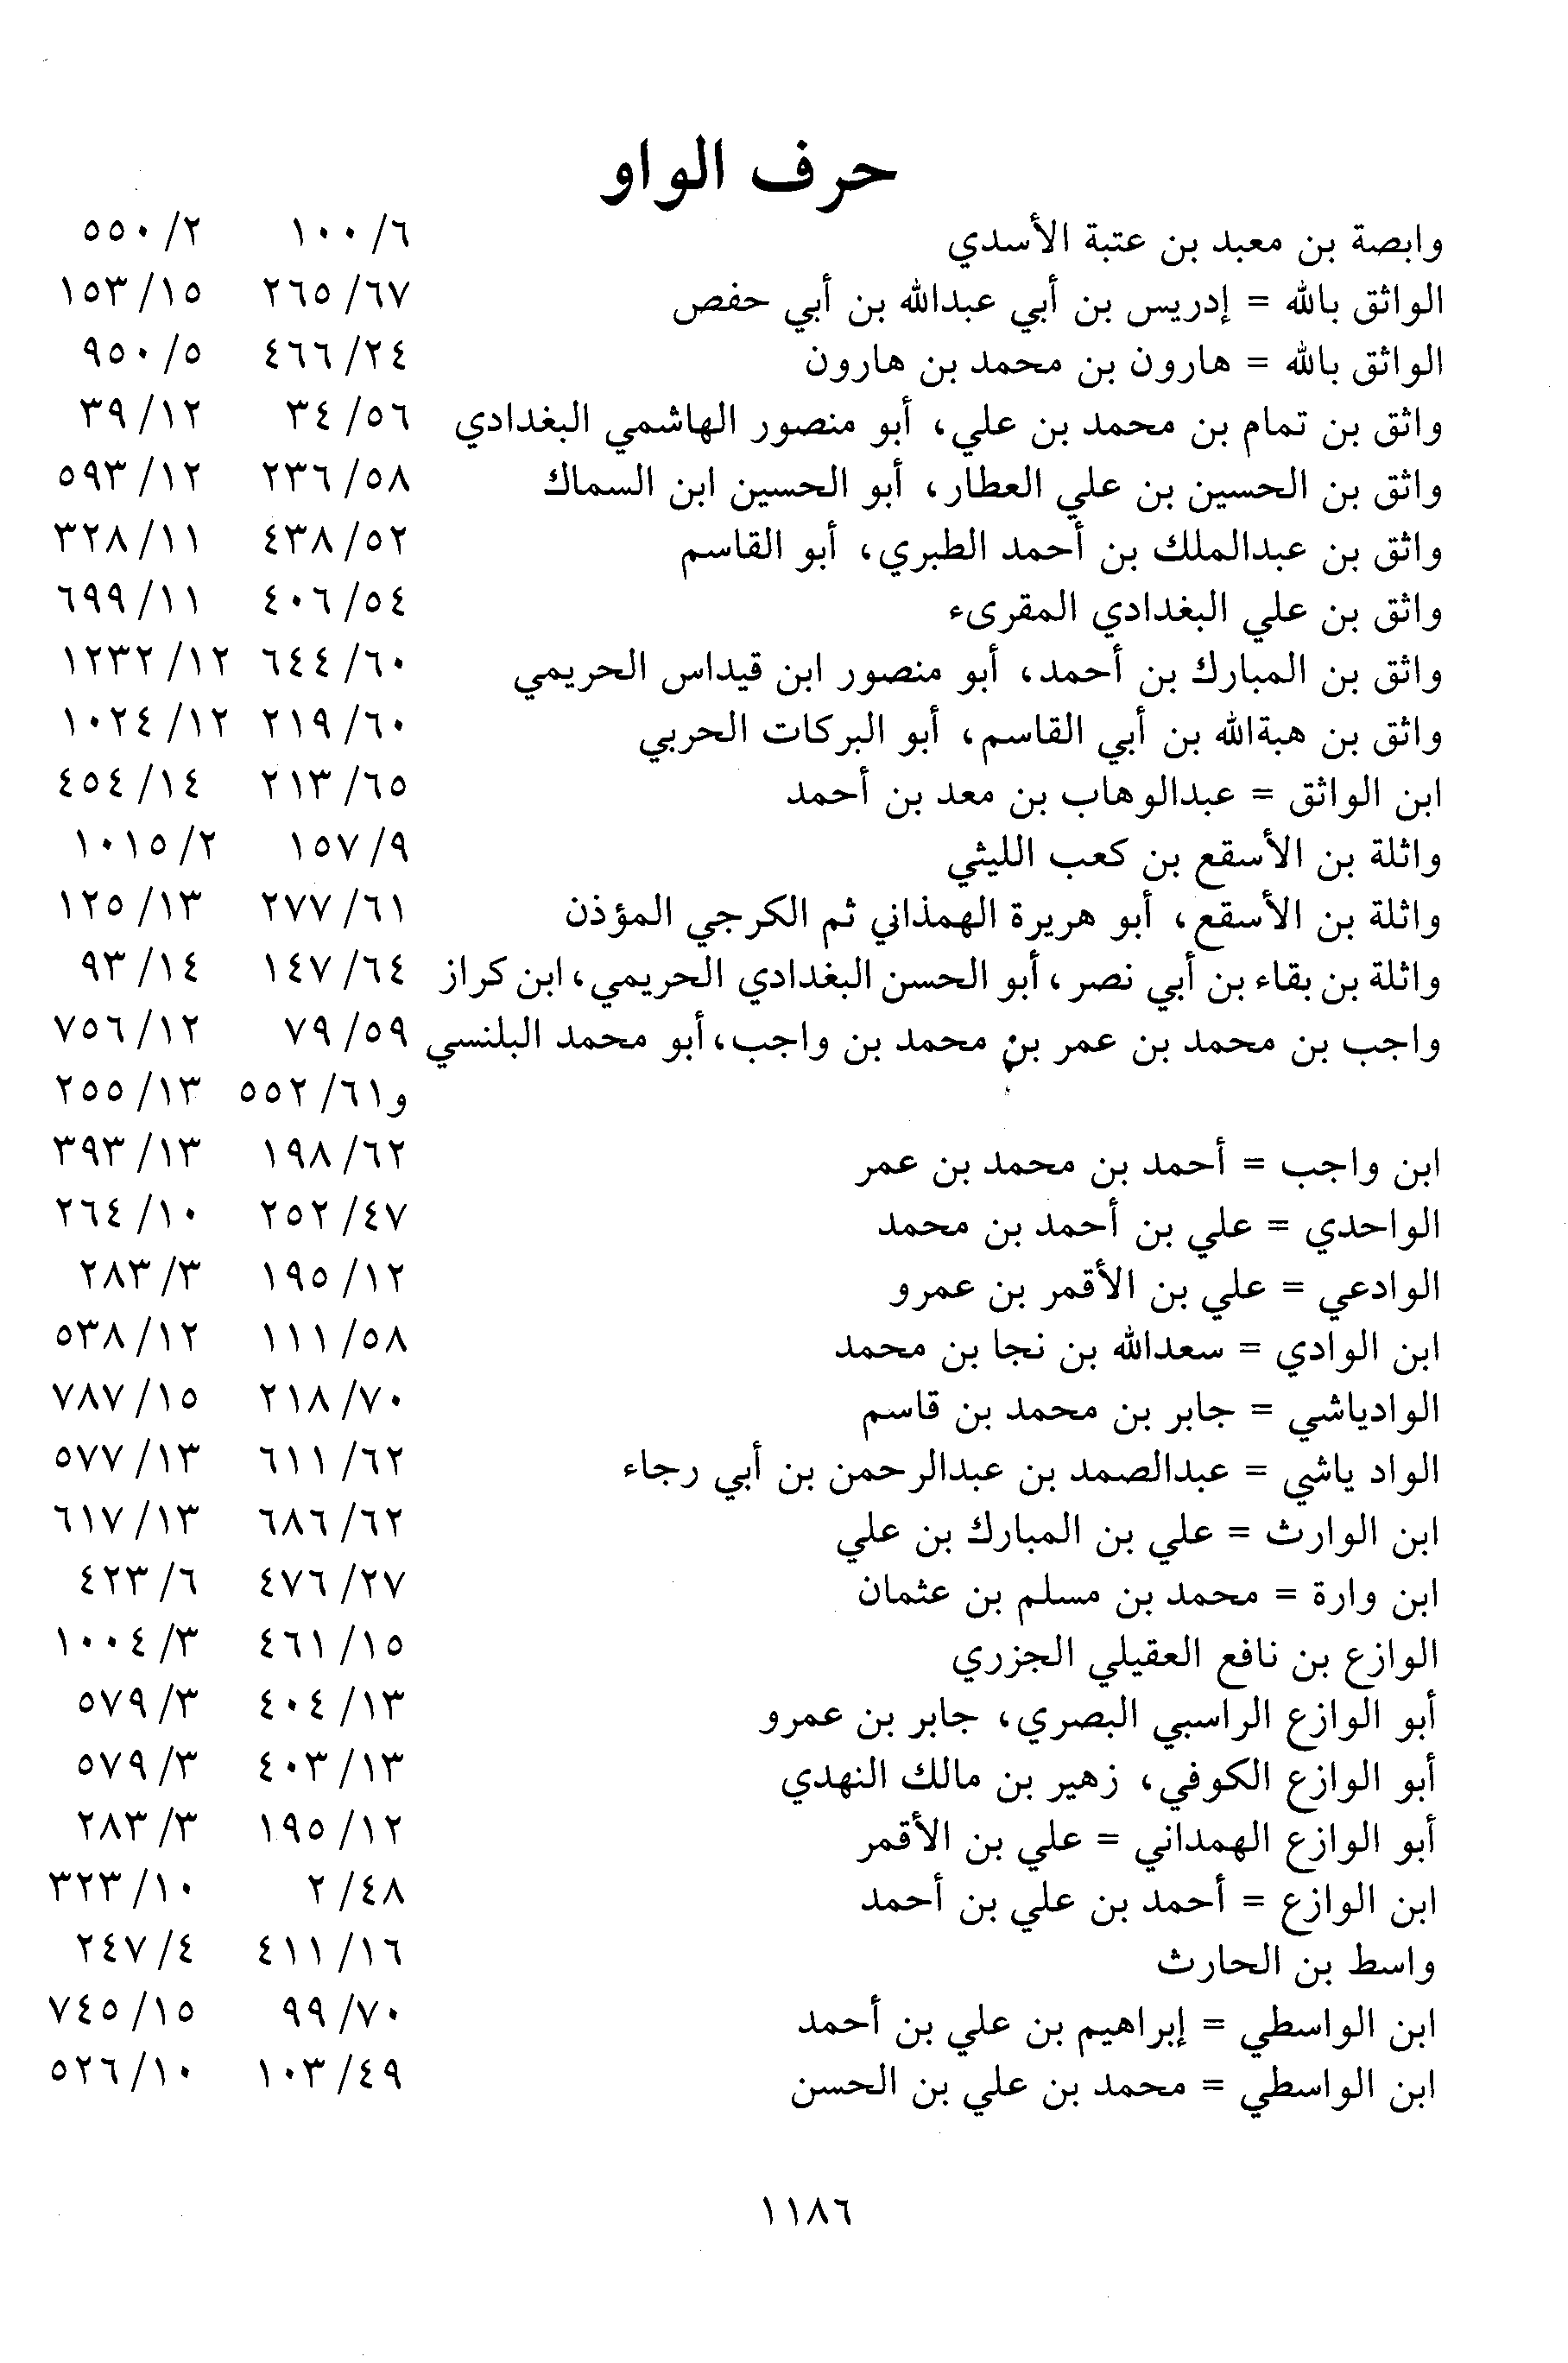 حرف الواو
وابصة بن معبد بن عتبة الأسدي ٦/ ١٠٠ ٢/ ٥٥٠
الواثق بالله = إدريس بن أبي عبدالله بن أبي حفص ٦٧/ ٢٦٥ ١٥/ ١٥٣
الواثق بالله = هارون بن محمد بن هارون ٢٤/ ٤٦٦ ٥/ ٩٥٠
واثق بن تمام بن محمد بن علي، أبو منصور الهاشمي البغدادي ٥٦/ ٣٤ ١٢/ ٣٩
واثق بن الحسين بن علي العطار، أبو الحسين ابن السماك ٥٨/ ٢٣٦ ١٢/ ٥٩٣
واثق بن عبدالملك بن أحمد الطبري، أبو القاسم ٥٢/ ٤٣٨ ١١/ ٣٢٨
واثق بن علي البغدادي المقرىء ٥٤/ ٤٠٦ ١١/ ٦٩٩
واثق بن المبارك بن أحمد، أبو منصور ابن قيداس الحريمي ٦٠/ ٦٤٤ ١٢/ ١٢٣٢
واثق بن هبةالله بن أبي القاسم، أبو البركات الحربي ٦٠/ ٢١٩ ١٢/ ١٠٢٤
ابن الواثق = عبدالوهاب بن معد بن أحمد ٦٥/ ٢١٣ ١٤/ ٤٥٤
واثلة بن الأسقع بن كعب الليثي ٩/ ١٥٧ ٢/ ١٠١٥
واثلة بن الأسقع، أبو هريرة الهمذاني ثم الكرجي المؤذن ٦١/ ٢٧٧ ١٣/ ١٢٥
واثلة بن بقاء بن أبي نصر، أبو الحسن البغدادي الحريمي، ابن كراز ٦٤/ ١٤٧ ١٤/ ٩٣
واجب بن محمد بن عمر بن محمد بن واجب، أبو محمد البلنسي ٥٩/ ٧٩ ١٢/ ٧٥٦
و٦١/ ٥٥٢ ١٣/ ٢٥٥
ابن واجب = أحمد بن محمد بن عمر ٦٢/ ١٩٨ ١٣/ ٣٩٣
الواحدي = علي بن أحمد بن محمد ٤٧/ ٢٥٢ ١٠/ ٢٦٤
الوادعي = علي بن الأقمر بن عمرو ١٢/ ١٩٥ ٣/ ٢٨٣
ابن الوادي = سعدالله بن نجا بن محمد ٥٨/ ١١١ ١٢/ ٥٣٨
الوادياشي = جابر بن محمد بن قاسم ٧٠/ ٢١٨ ١٥/ ٧٨٧
الواد ياشي = عبدالصمد بن عبدالرحمن بن أبي رجاء ٦٢/ ٦١١ ١٣/ ٥٧٧
ابن الوارث = علي بن المبارك بن علي ٦٢/ ٦٨٦ ١٣/ ٦١٧
ابن وارة = محمد بن مسلم بن عثمان ٢٧/ ٤٧٦ ٦/ ٤٢٣
الوازع بن نافع العقيلي الجزري ١٥/ ٤٦١ ٣/ ١٠٠٤
أبو الوازع الراسبي البصري، جابر بن عمرو ١٣/ ٤٠٤ ٣/ ٥٧٩
أبو الوازع الكوفي، زهير بن مالك النهدي ١٣/ ٤٠٣ ٣/ ٥٧٩
أبو الوازع الهمداني = علي بن الأقمر ١٢/ ١٩٥ ٣/ ٢٨٣
ابن الوازع = أحمد بن علي بن أحمد ٤٨/ ٢ ١٠/ ٣٢٣
واسط بن الحارث ١٦/ ٤١١ ٤/ ٢٤٧
ابن الواسطي = إبراهيم بن علي بن أحمد ٧٠/ ٩٩ ١٥/ ٧٤٥
ابن الواسطي = محمد بن علي بن الحسن ٤٩/ ١٠٣ ١٠/ ٥٢٦
١١٨٦